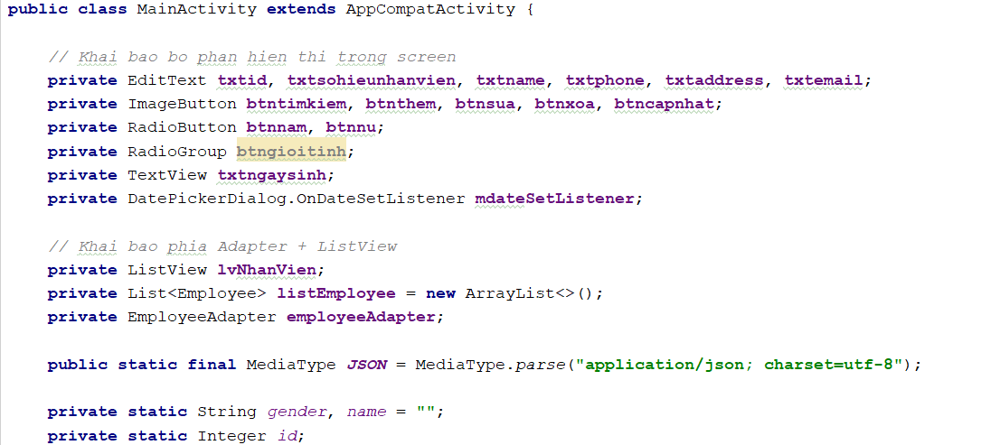 public class MainActivity extends AppCompatActivity {
// Khai bao bo phan hien thi trong screen
private EditText txtid, txtsohieunhanvien, txtname, txtphone, txtaddress, txtemail;
private ImageButton btntimkiem, btnthem, btnsua, btnxoa, btncapnhat;
private RadioButton btnnam, btnnu;
private RadioGroup btngioitinh;
private TextView txtngaysinh;
private DatePickerDialog.OnDateSetListener mdateSetListener;
// Khai bao phia Adapter + ListView
private ListView lvNhanVien;
private List<Employee> listEmployee = new ArrayList<>();
private EmployeeAdapter employeeAdapter;
public static final MediaType JSON = MediaType.parse("application/json; charset=utf-8");
private static String gender, name = "";
private static Integer id;